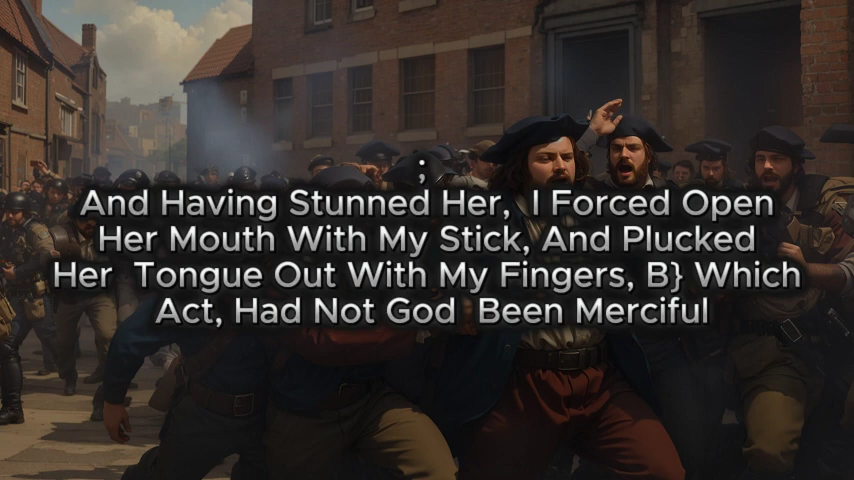 ;
And Having Stunned Her,  I Forced Open
Her Mouth With My Stick, And Plucked
Her  Tongue Out With My Fingers, B} Which
Act, Had Not God  Been Merciful